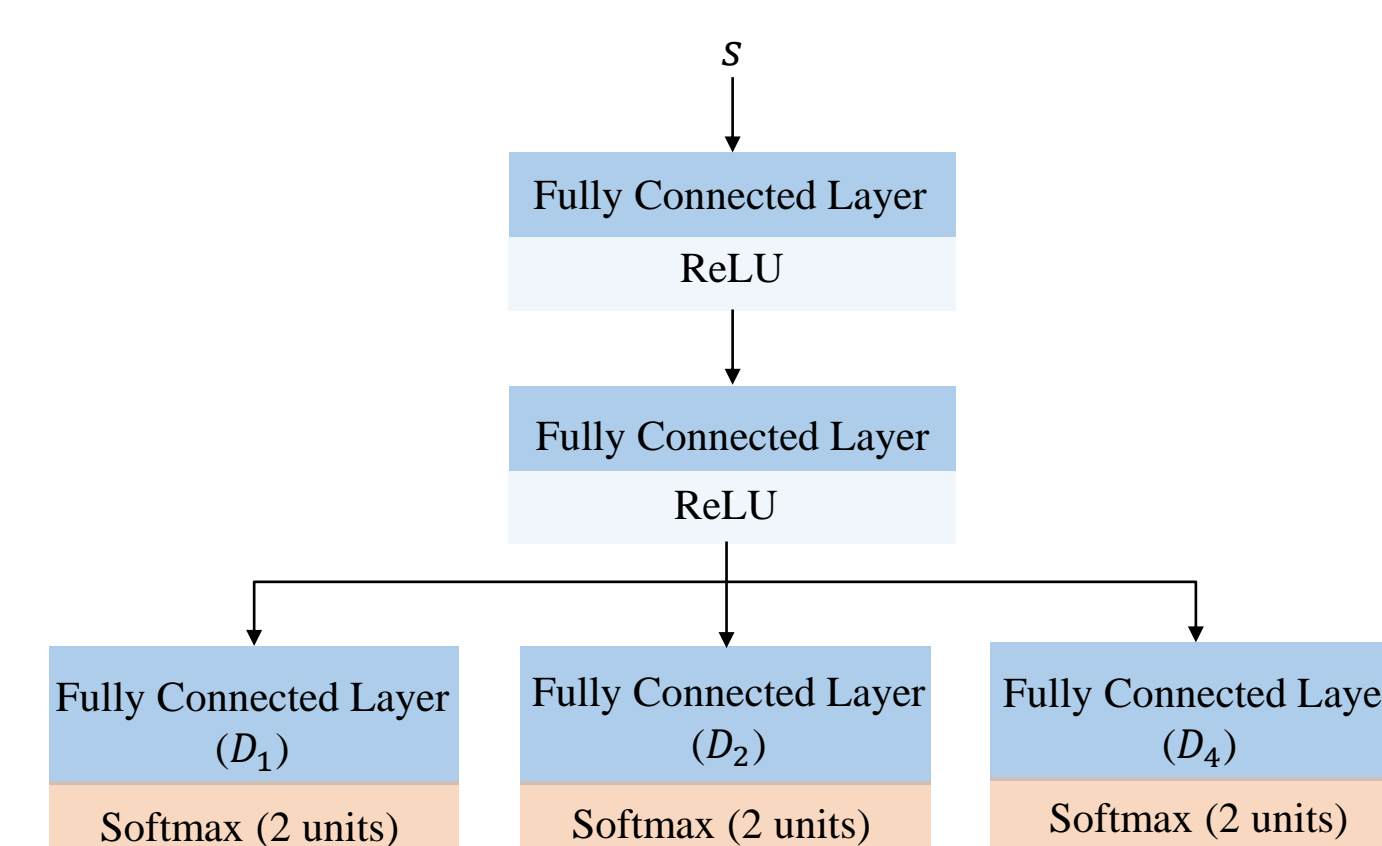 s
Fully Connected Layer
ReLU
Fully Connected Layer
ReLU
Fully Connected Layer
(D₁)
Softmax (2 units)
Fully Connected Layer
(D₂)
Softmax (2 units)
Fully Connected Laye
(D₄)
Softmax (2 units)